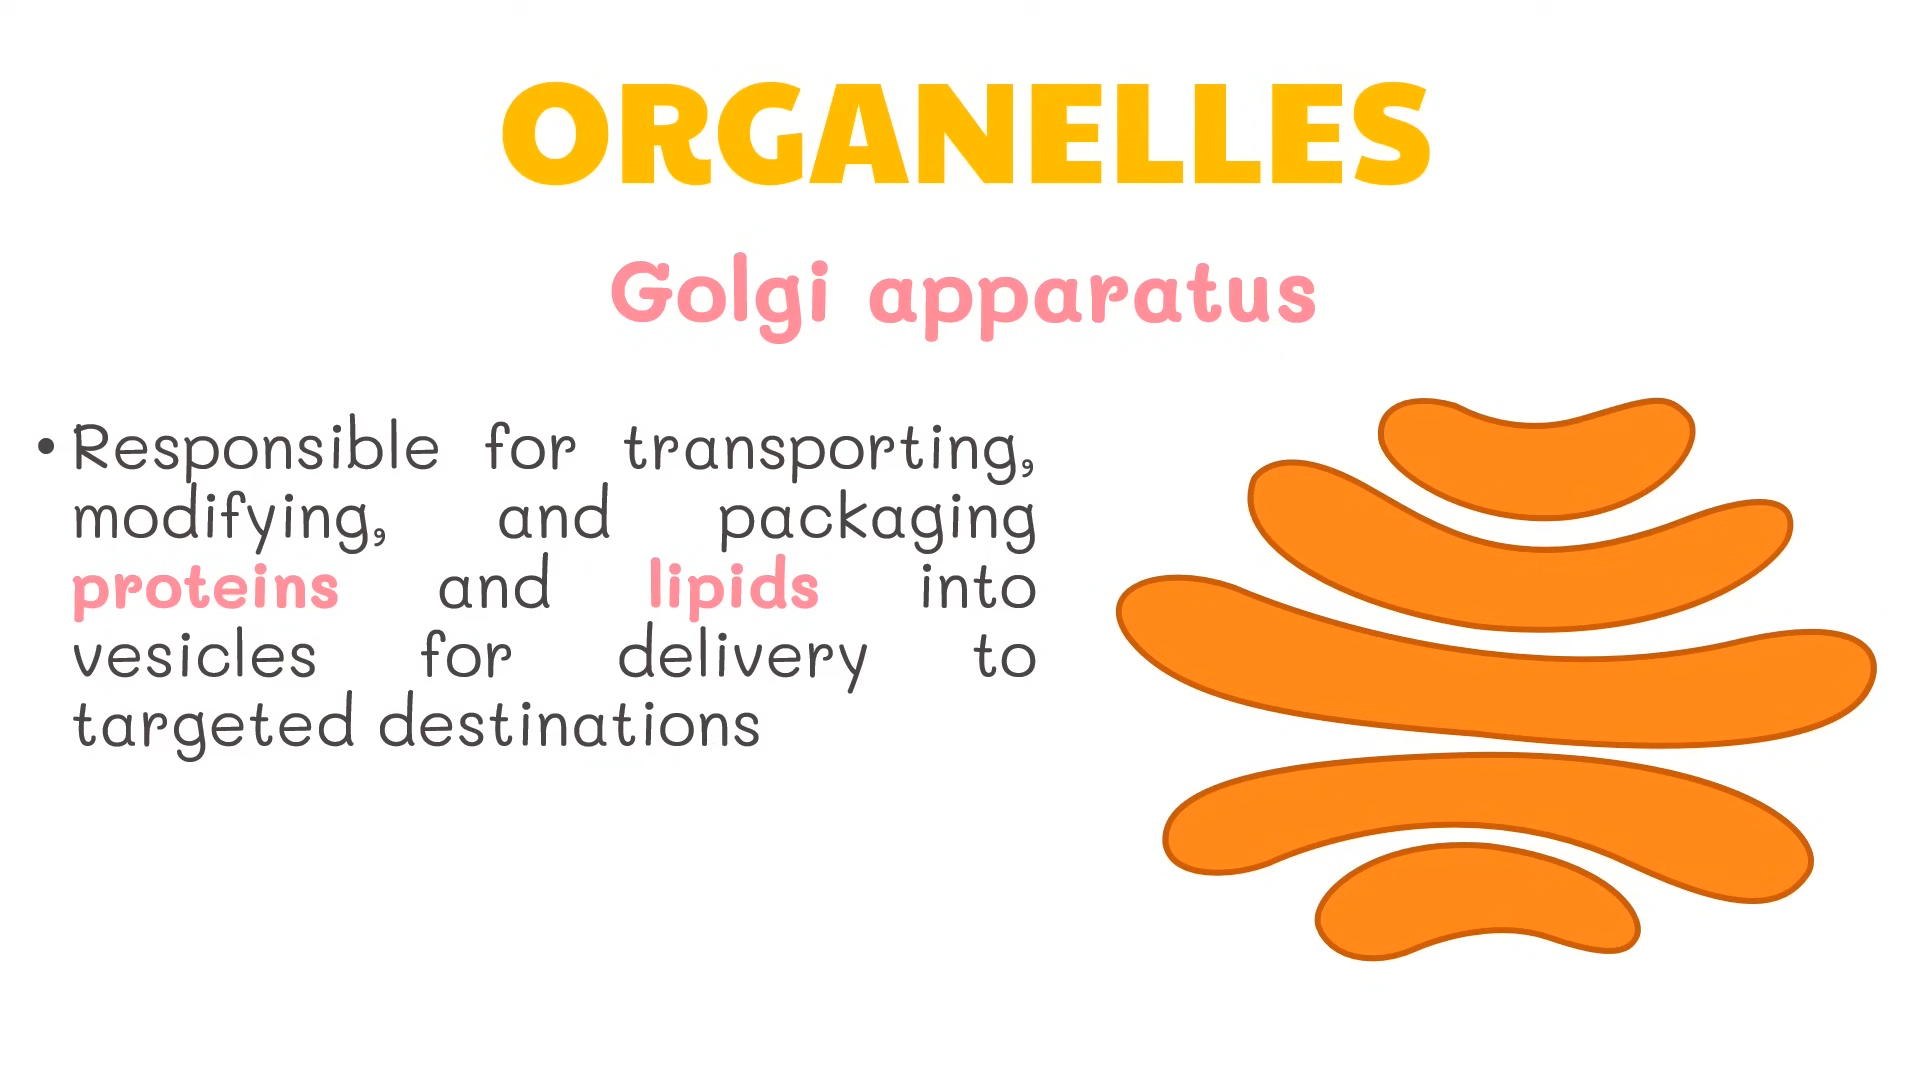 ORGANELLES
Golgi apparatus
• Responsible for transporting,
modifying, and packaging
proteins and lipids into
vesicles for delivery to
targeted destinations